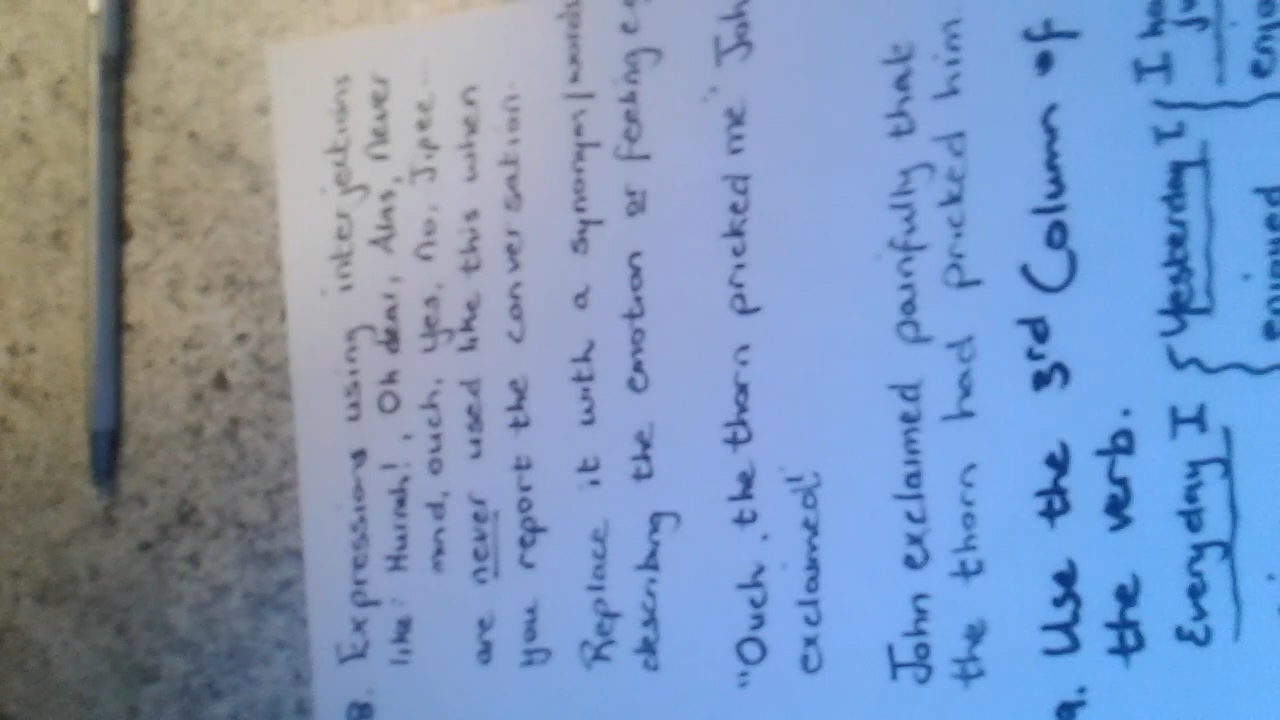 8. Expressions using interjections
like: Hurrah!, Oh dear, Alas, Never
mind, ouch, yes, no, Jipee...
are never used like this when
you report the conversation.
Replace it with a synonym/words
describing the emotion or feeling
"Ouch, the thorn pricked me" Joh
exclaimed!
John exclaimed painfully that
the thorn had pricked him.
9. Use the 3rd Column of
the verb.
Every day I { Yesterday I { I ha
enjoyed